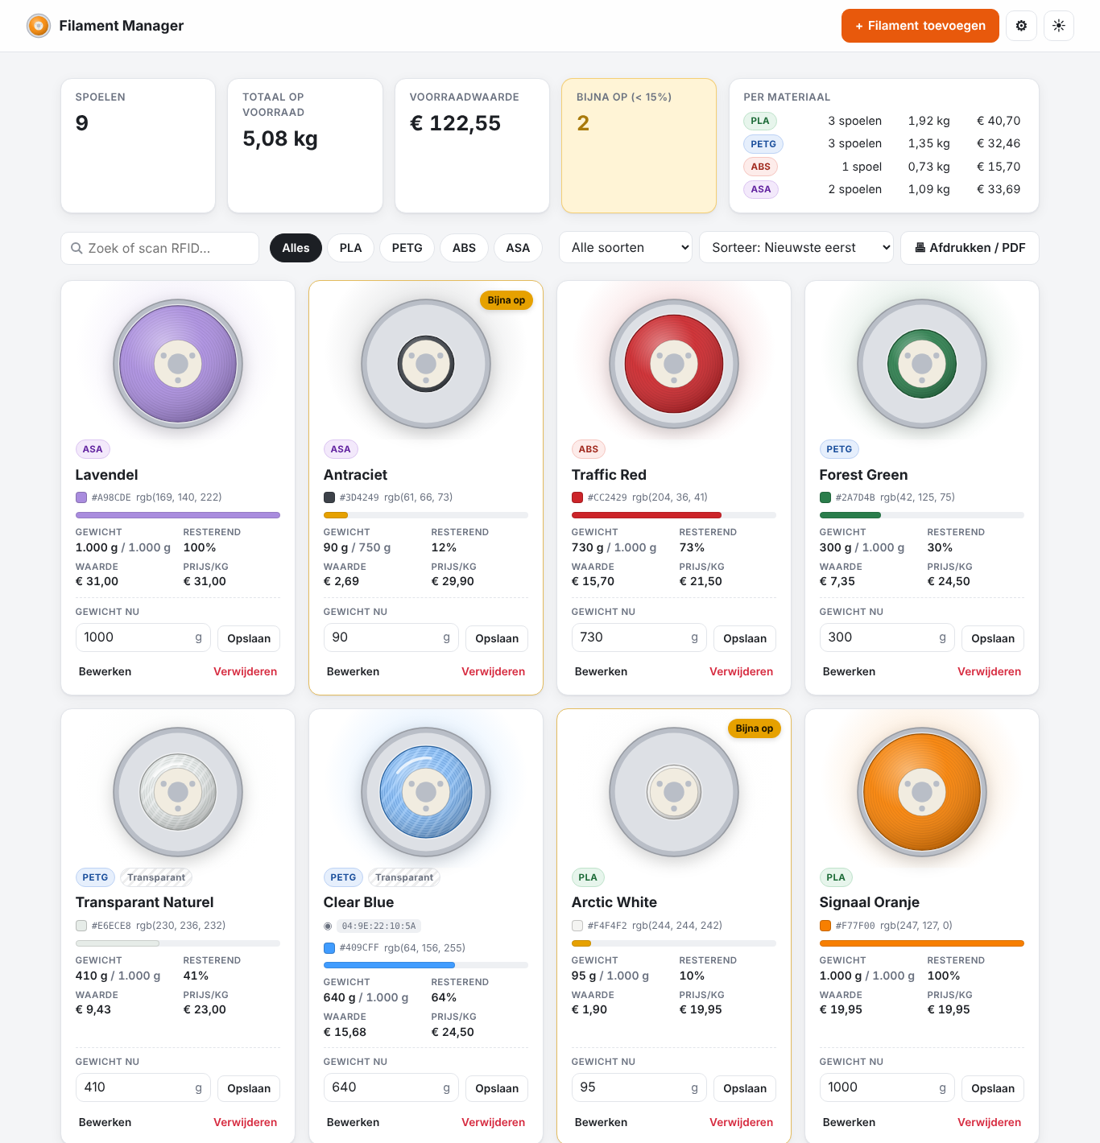 Filament Manager
+ Filament toevoegen
SPOELEN
9
TOTAAL OP
VOORRAAD
5,08 kg
VOORRAADWAARDE
€ 122,55
BIJNA OP (< 15%)
2
PER MATERIAAL
PLA 3 spoelen 1,92 kg € 40,70
PETG 3 spoelen 1,35 kg € 32,46
ABS 1 spoel 0,73 kg € 15,70
ASA 2 spoelen 1,09 kg € 33,69
Zoek of scan RFID...
Alles PLA PETG ABS ASA
Alle soorten
Sorteer: Nieuwste eerst
Afdrukken / PDF
ASA
Lavendel
#A98CDE rgb(169, 140, 222)
GEWICHT RESTEREND
1.000 g / 1.000 g 100%
WAARDE PRIJS/KG
€ 31,00 € 31,00
GEWICHT NU
1000 g Opslaan
Bewerken Verwijderen
Bijna op
ASA
Antraciet
#3D4249 rgb(61, 66, 73)
GEWICHT RESTEREND
90 g / 750 g 12%
WAARDE PRIJS/KG
€ 2,69 € 29,90
GEWICHT NU
90 g Opslaan
Bewerken Verwijderen
ABS
Traffic Red
#CC2429 rgb(204, 36, 41)
GEWICHT RESTEREND
730 g / 1.000 g 73%
WAARDE PRIJS/KG
€ 15,70 € 21,50
GEWICHT NU
730 g Opslaan
Bewerken Verwijderen
PETG
Forest Green
#2A7D4B rgb(42, 125, 75)
GEWICHT RESTEREND
300 g / 1.000 g 30%
WAARDE PRIJS/KG
€ 7,35 € 24,50
GEWICHT NU
300 g Opslaan
Bewerken Verwijderen
PETG Transparant
Transparant Naturel
#E6ECE8 rgb(230, 236, 232)
GEWICHT RESTEREND
410 g / 1.000 g 41%
WAARDE PRIJS/KG
€ 9,43 € 23,00
GEWICHT NU
410 g Opslaan
Bewerken Verwijderen
PETG Transparant
Clear Blue
04:9E:22:10:5A
#409CFF rgb(64, 156, 255)
GEWICHT RESTEREND
640 g / 1.000 g 64%
WAARDE PRIJS/KG
€ 15,68 € 24,50
GEWICHT NU
640 g Opslaan
Bewerken Verwijderen
Bijna op
PLA
Arctic White
#F4F4F2 rgb(244, 244, 242)
GEWICHT RESTEREND
95 g / 1.000 g 10%
WAARDE PRIJS/KG
€ 1,90 € 19,95
GEWICHT NU
95 g Opslaan
Bewerken Verwijderen
PLA
Signaal Oranje
#F77F00 rgb(247, 127, 0)
GEWICHT RESTEREND
1.000 g / 1.000 g 100%
WAARDE PRIJS/KG
€ 19,95 € 19,95
GEWICHT NU
1000 g Opslaan
Bewerken Verwijderen